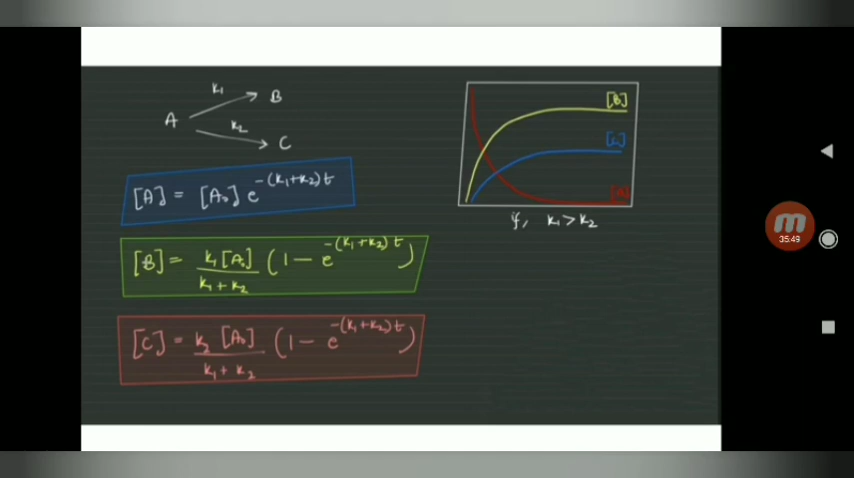 k₁
A B
k₂
C
[A] = [A₀] e^-(k₁+k₂)t
[B] = k₁[A₀] / k₁+k₂ (1 - e^-(k₁+k₂)t)
[C] = k₂ [A₀] / k₁+k₂ (1 - e^-(k₁+k₂)t)
[B]
[C]
[A]
if, k₁>k₂
35:49